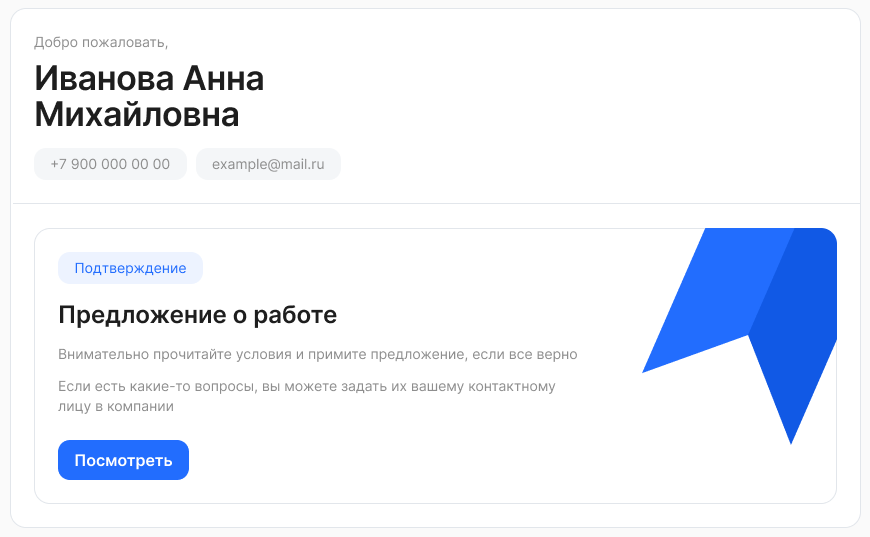 Добро пожаловать,
Иванова Анна
Михайловна
+7 900 000 00 00 example@mail.ru
Подтверждение
Предложение о работе
Внимательно прочитайте условия и примите предложение, если все верно
Если есть какие-то вопросы, вы можете задать их вашему контактному
лицу в компании
Посмотреть